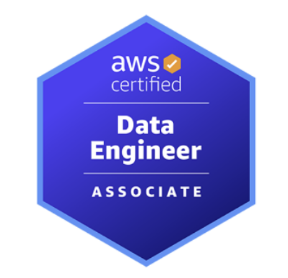 aws
certified
Data
Engineer
ASSOCIATE